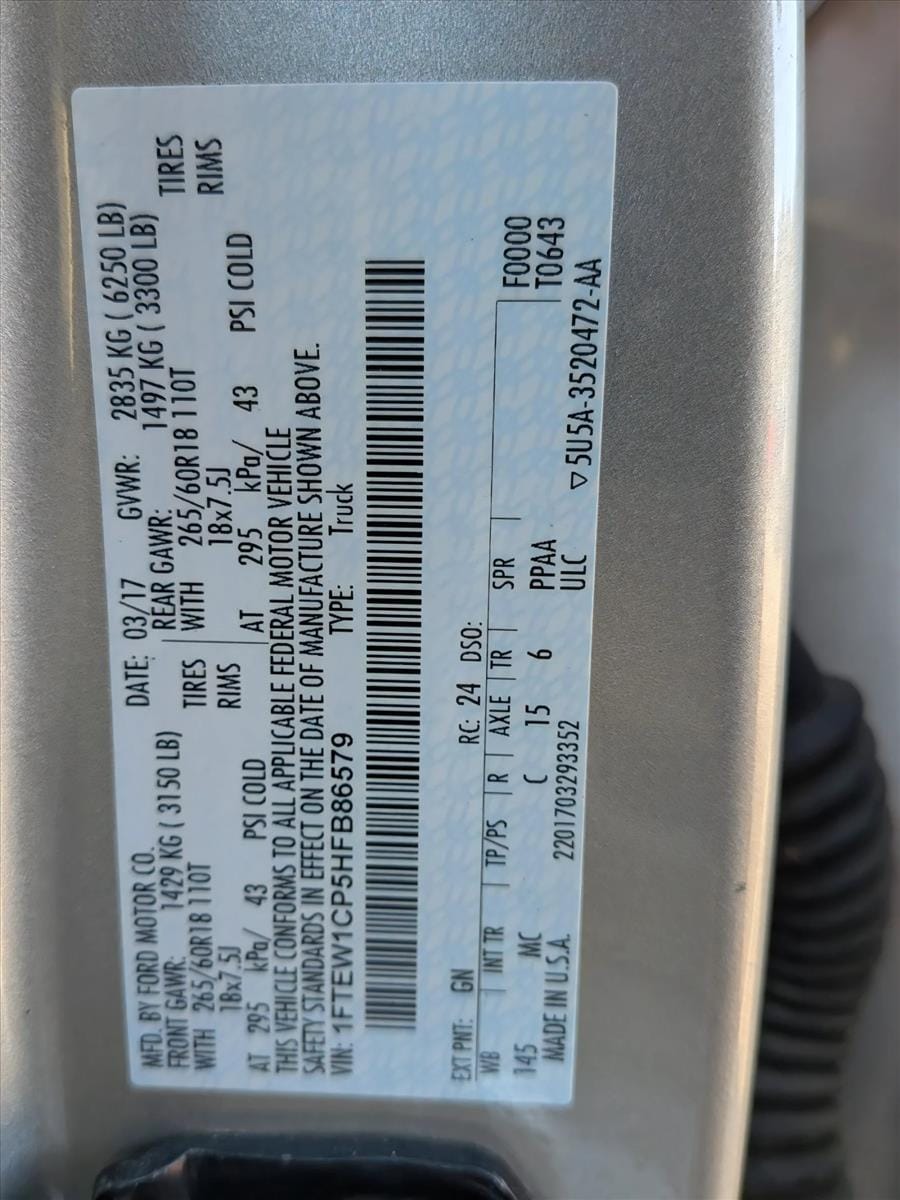 MFD. BY FORD MOTOR CO. DATE: 03/17 GVWR: 2835 KG ( 6250 LB)
FRONT GAWR: 1429 KG ( 3150 LB) REAR GAWR: 1497 KG ( 3300 LB)
WITH 265/60R18 110T TIRES WITH 265/60R18 110T TIRES
18x7.5J RIMS 18x7.5J RIMS
AT 295 kPa/ 43 PSI COLD AT 295 kPa/ 43 PSI COLD
THIS VEHICLE CONFORMS TO ALL APPLICABLE FEDERAL MOTOR VEHICLE
SAFETY STANDARDS IN EFFECT ON THE DATE OF MANUFACTURE SHOWN ABOVE.
VIN: 1FTEW1CP5HFB86579 TYPE: Truck
EXT PNT: GN RC: 24 DSO:
WB INT TR TP/PS R AXLE TR SPR F0000
145 MC C 15 6 PPAA T0643
MADE IN U.S.A. 2201703293352 ULC ▽5U5A-3520472-AA